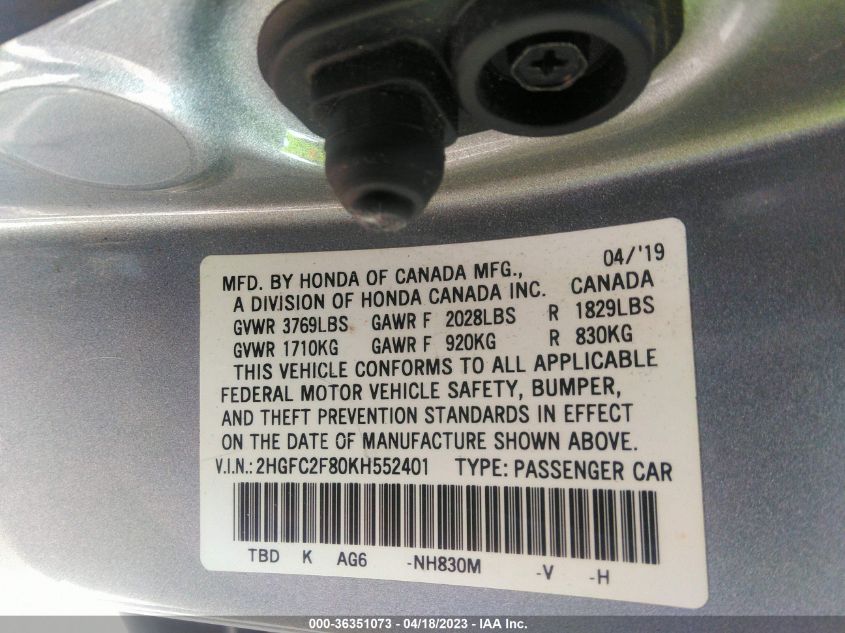 04/'19
MFD. BY HONDA OF CANADA MFG.,
A DIVISION OF HONDA CANADA INC. CANADA
GVWR 3769LBS GAWR F 2028LBS R 1829LBS
GVWR 1710KG GAWR F 920KG R 830KG
THIS VEHICLE CONFORMS TO ALL APPLICABLE
FEDERAL MOTOR VEHICLE SAFETY, BUMPER,
AND THEFT PREVENTION STANDARDS IN EFFECT
ON THE DATE OF MANUFACTURE SHOWN ABOVE.
V.I.N.: 2HGFC2F80KH552401 TYPE: PASSENGER CAR
TBD K AG6 -NH830M -V -H
000-36351073 - 04/18/2023 - IAA Inc.